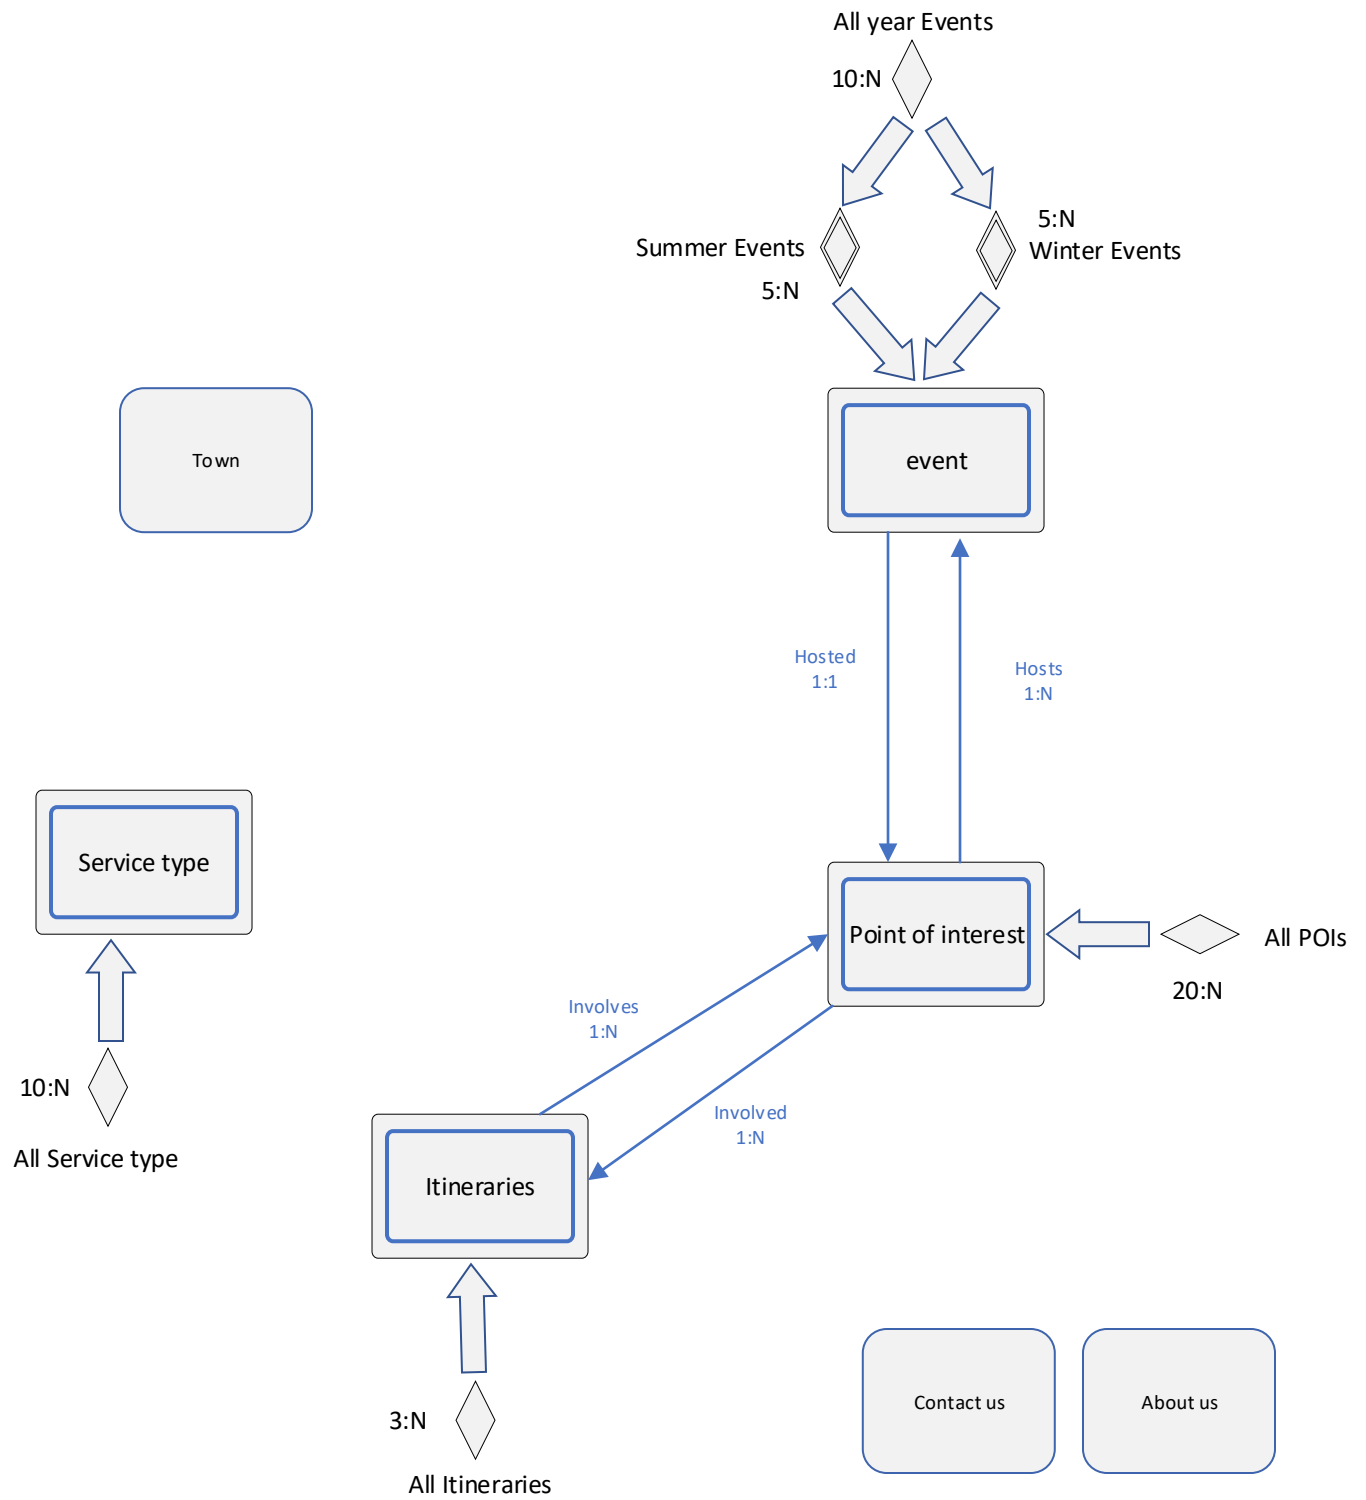 All year Events
10:N
5:N
Summer Events
Winter Events
5:N
Town
event
Hosted
1:1
Hosts
1:N
Service type
Point of interest
All POIs
20:N
Involves
1:N
10:N
Involved
1:N
All Service type
Itineraries
Contact us
About us
3:N
All Itineraries